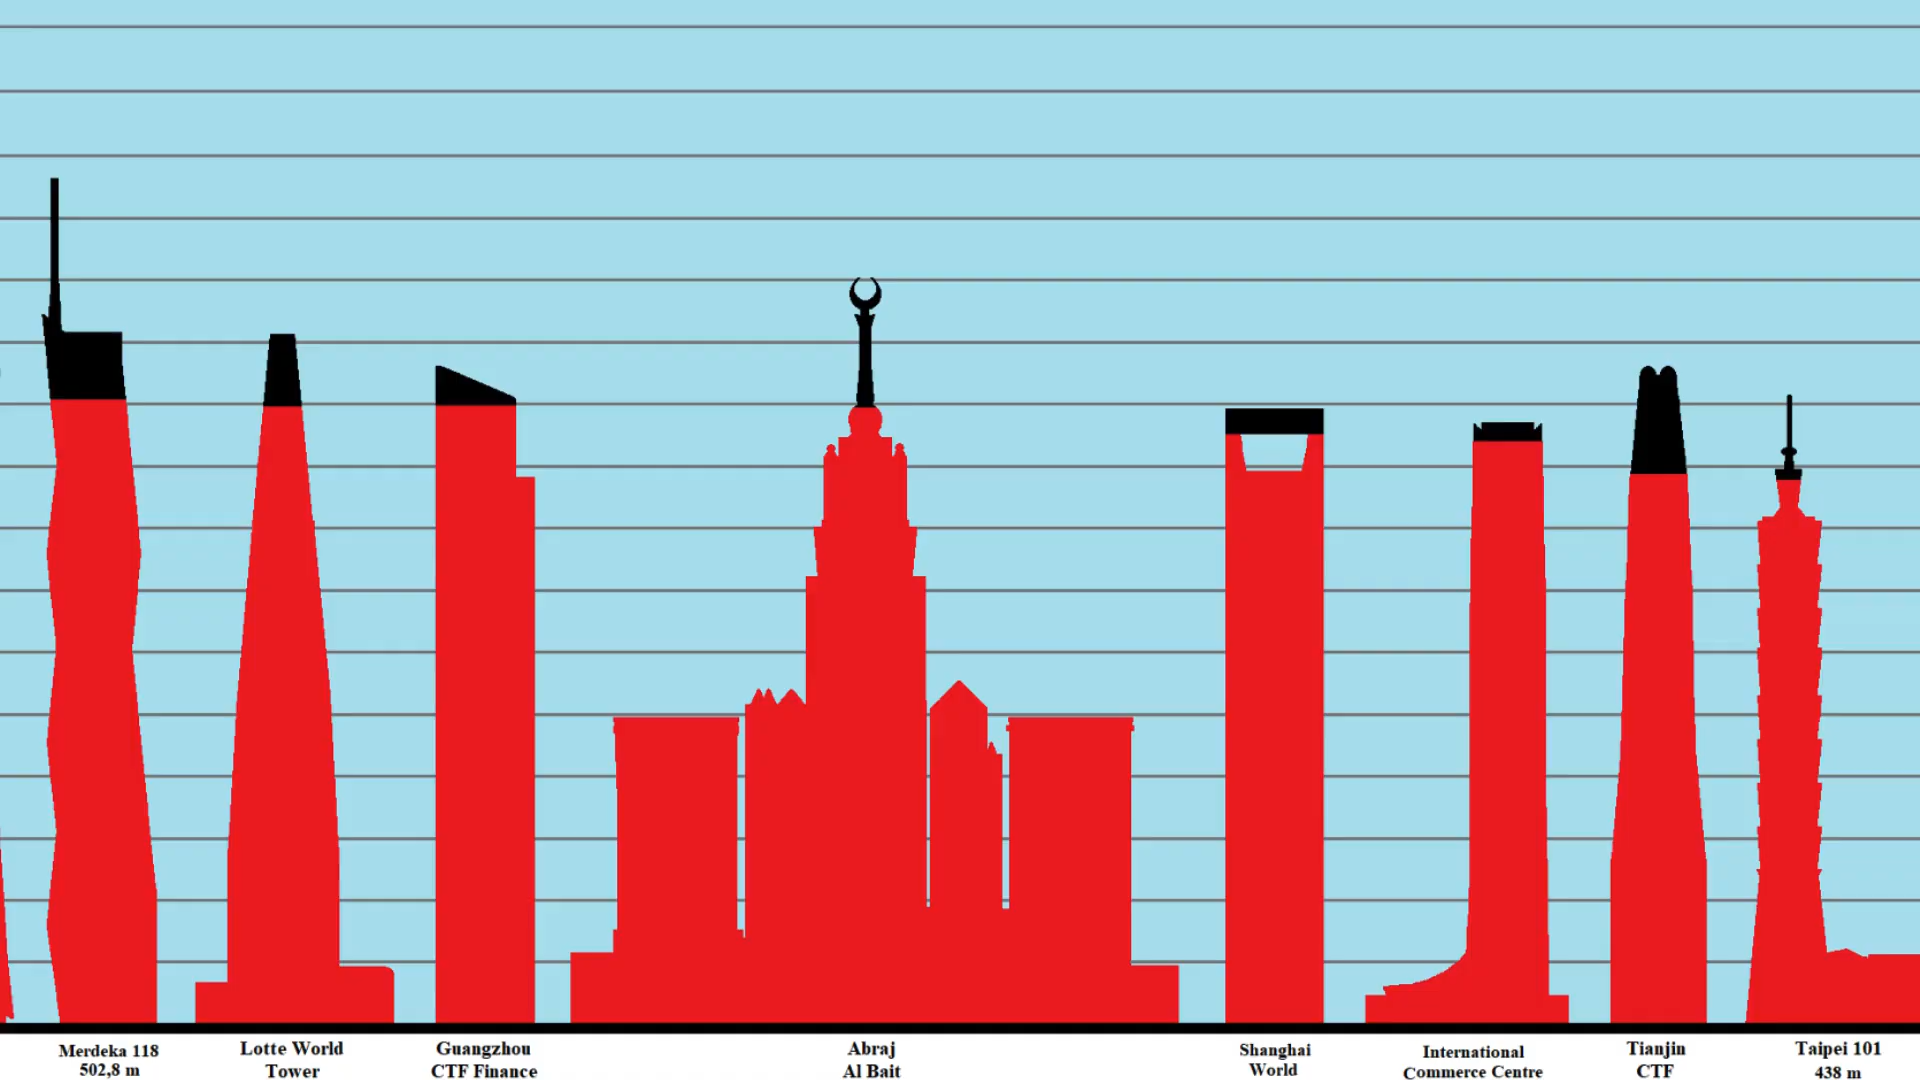 Merdeka 118
502,8 m
Lotte World
Tower
Guangzhou
CTF Finance
Abraj
Al Bait
Shanghai
World
International
Commerce Centre
Tianjin
CTF
Taipei 101
438 m